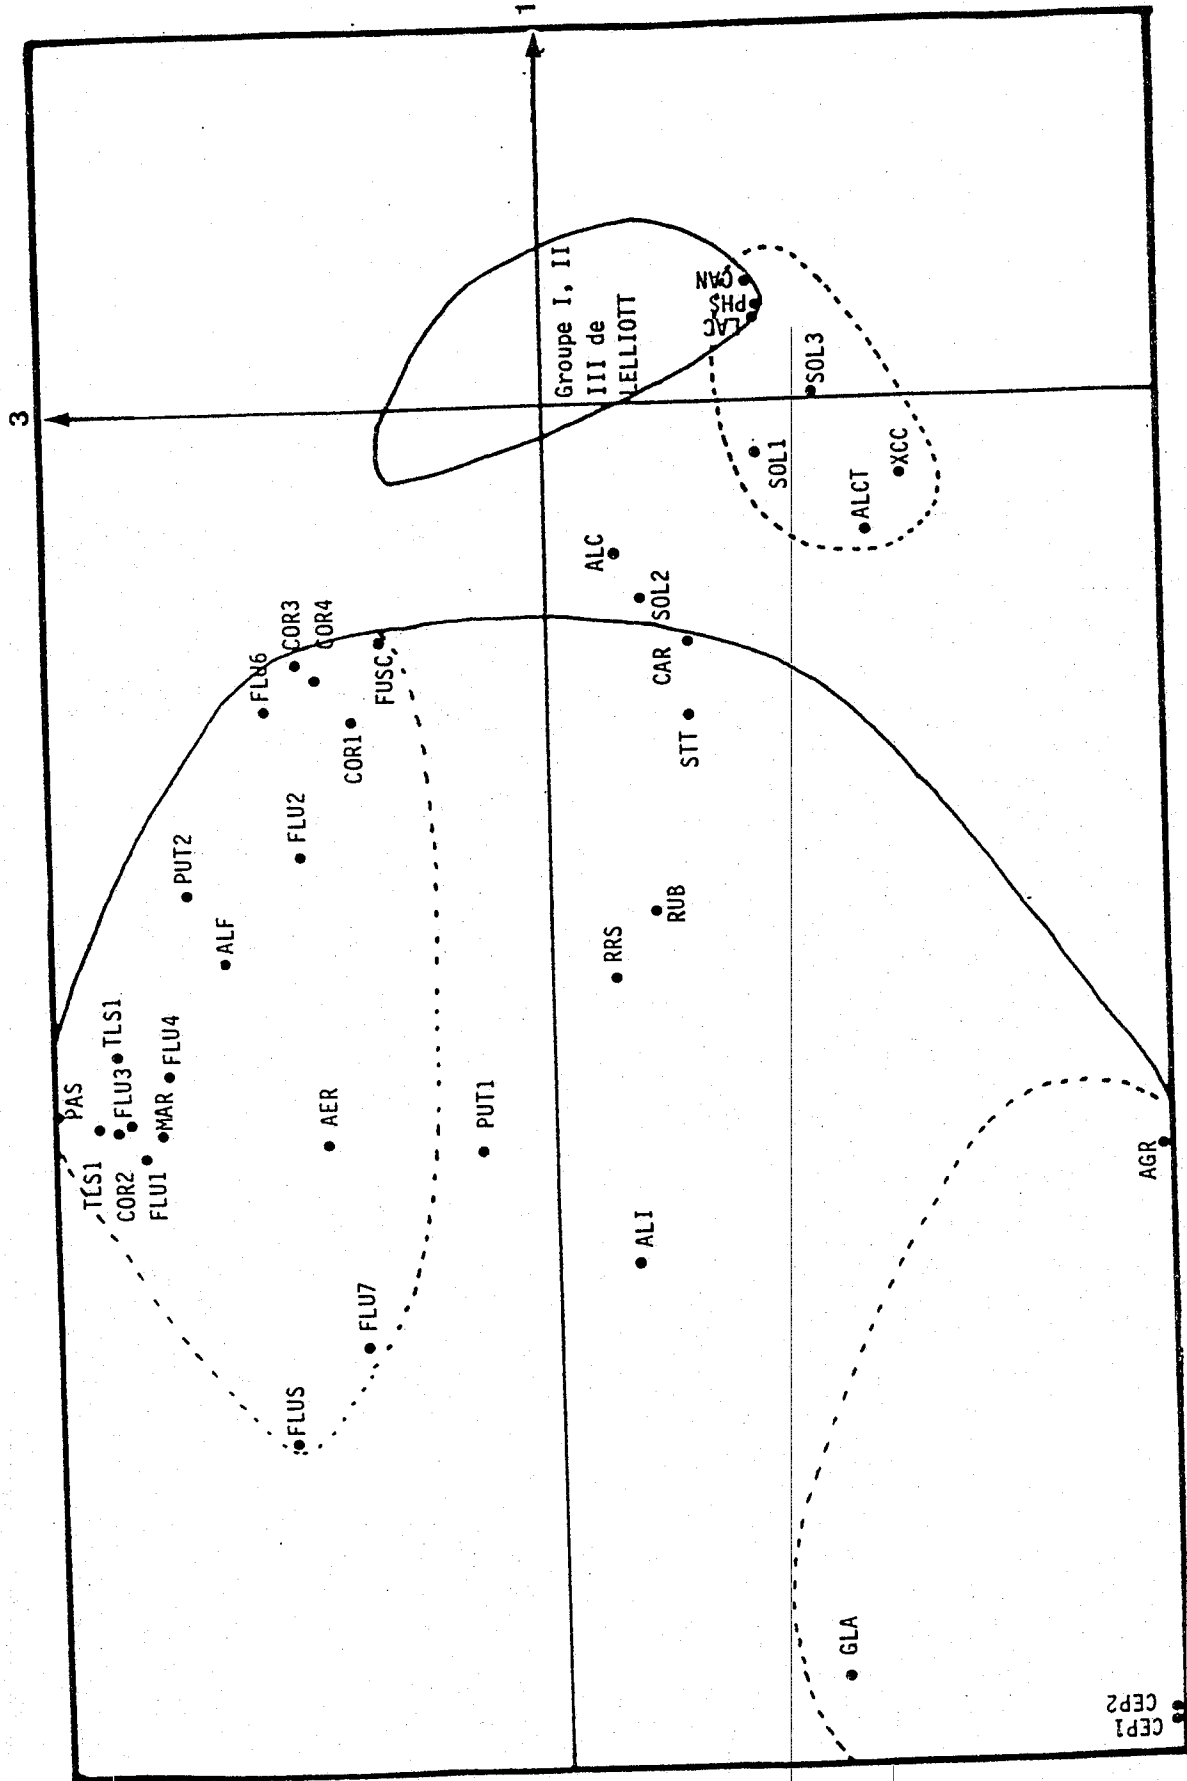 3
1
Groupe I, II
III de
LELLIOTT
CAN
PHS
LAC
SOL3
SOL1
XCC
ALCT
ALC
SOL2
CAR
STT
COR3
COR4
FLU6
FUSC
COR1
FLU2
PUT2
ALF
RUB
RRS
PAS
TLS1
FLU3
FLU4
MAR
TLS1
COR2
FLU1
AER
PUT1
ALI
AGR
FLU7
FLUS
GLA
CEP2
CEP1